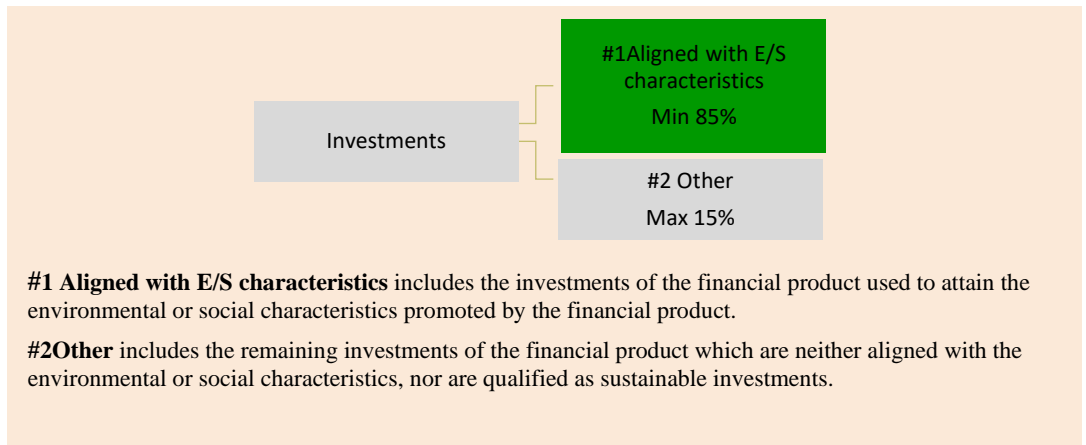 #1Aligned with E/S
characteristics
Min 85%
Investments
#2 Other
Max 15%
#1 Aligned with E/S characteristics includes the investments of the financial product used to attain the
environmental or social characteristics promoted by the financial product.
#2Other includes the remaining investments of the financial product which are neither aligned with the
environmental or social characteristics, nor are qualified as sustainable investments.